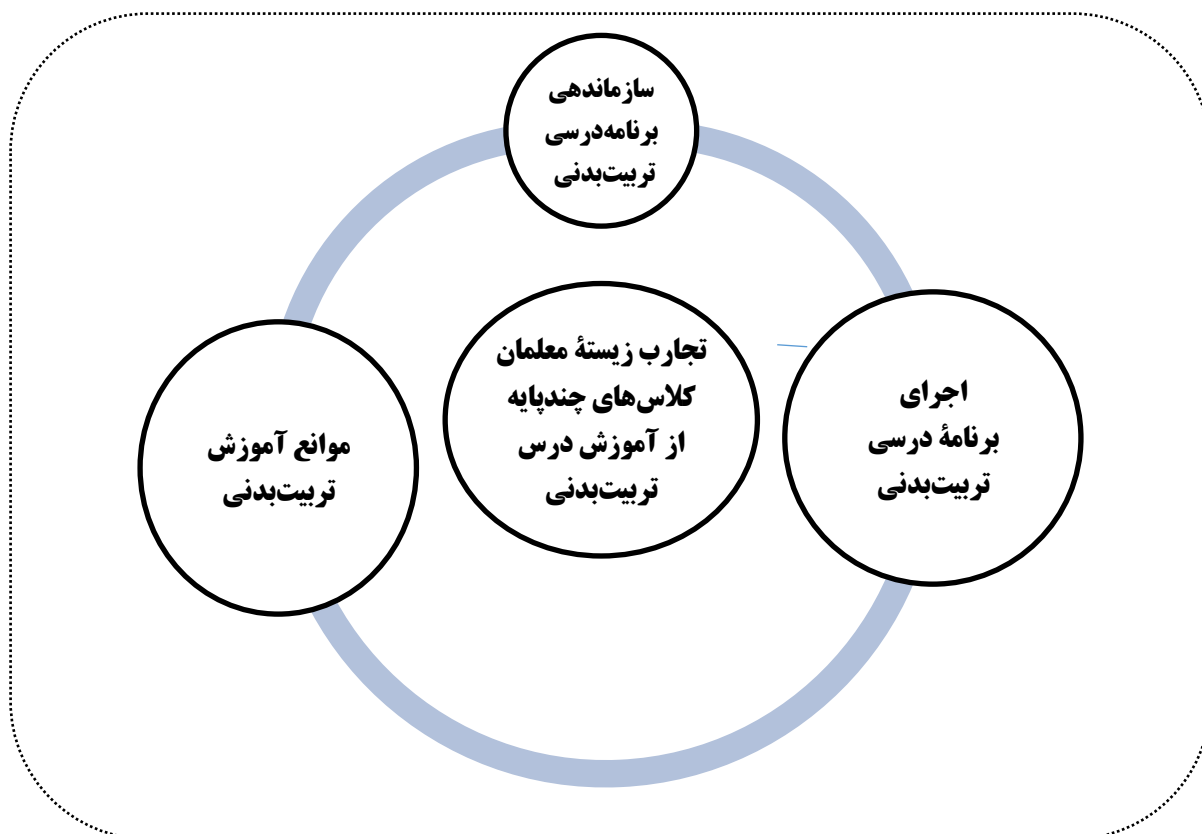 سازماندهی
برنامه‌درسی
تربیت‌بدنی
تجارب زیستهٔ معلمان
کلاس‌های چندپایه
از آموزش درس
تربیت‌بدنی
اجرای
برنامهٔ درسی
تربیت‌بدنی
موانع آموزش
تربیت‌بدنی